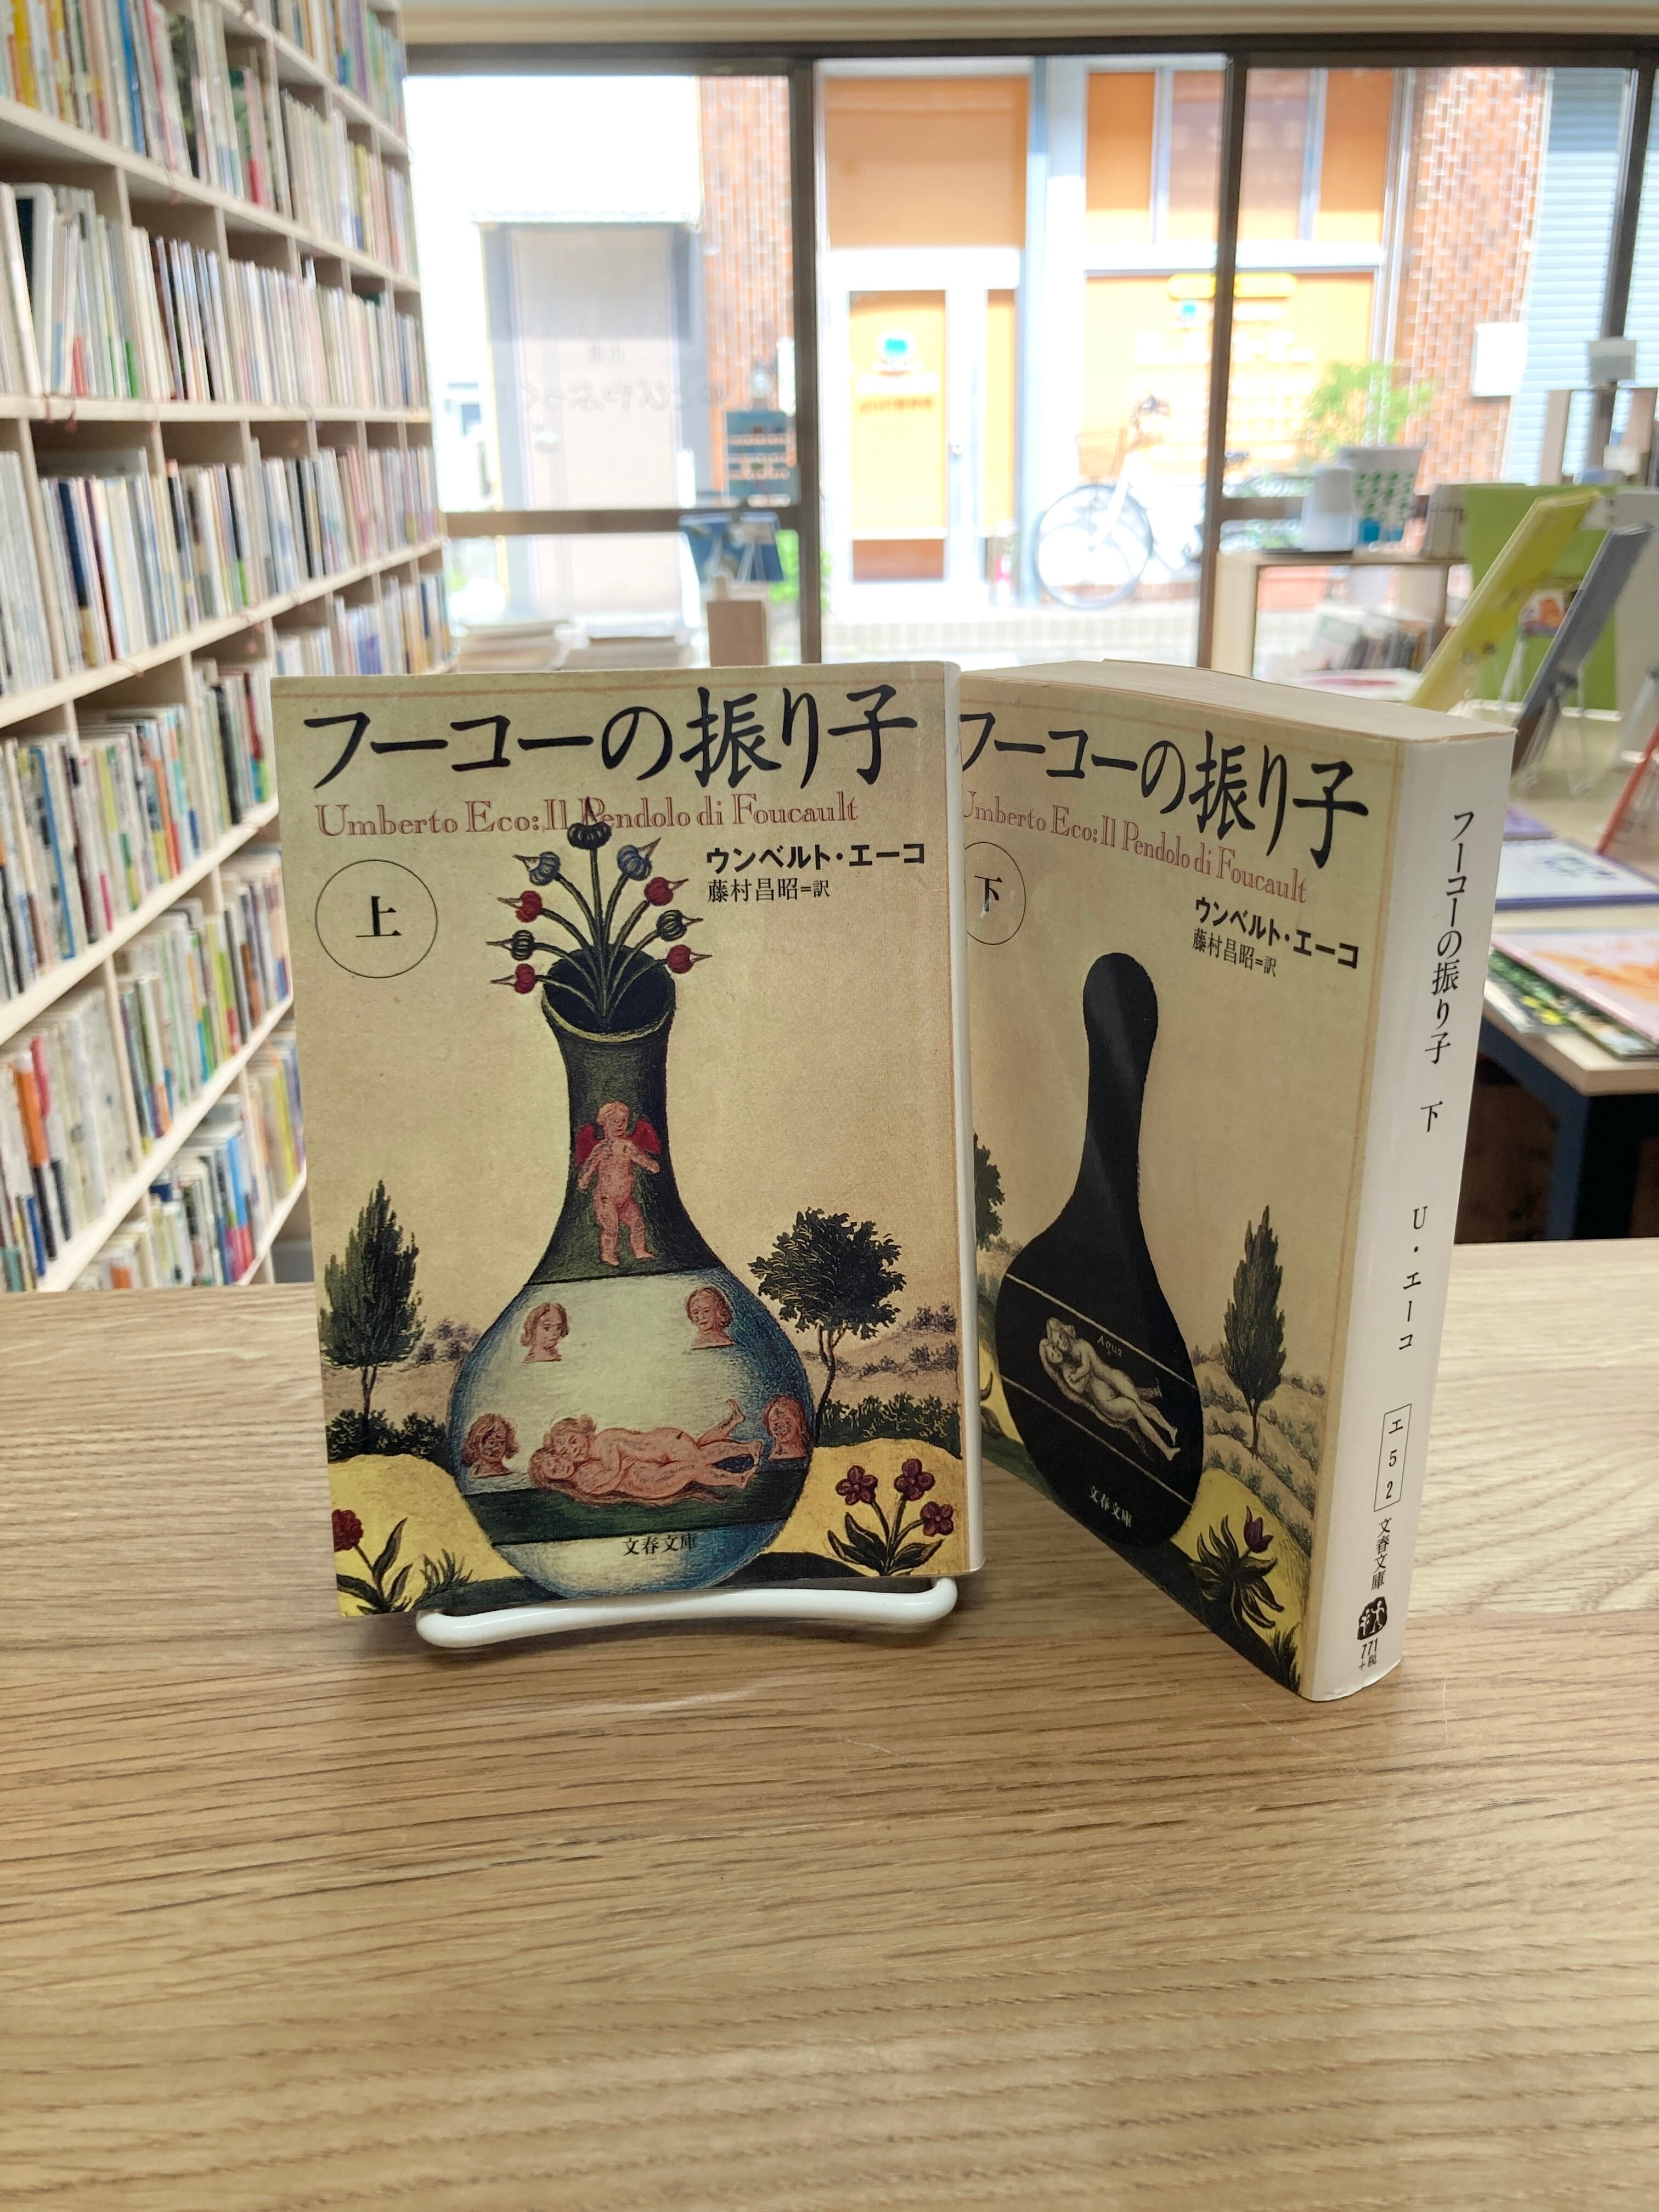 フーコーの振り子
Umberto Eco: Il Pendolo di Foucault
上
ウンベルト・エーコ
藤村昌昭=訳
文春文庫
フーコーの振り子
Umberto Eco: Il Pendolo di Foucault
下
ウンベルト・エーコ
藤村昌昭=訳
Aqua
文春文庫
フーコーの振り子 下 U・エーコ
エ 5 2
文春文庫
771
+税